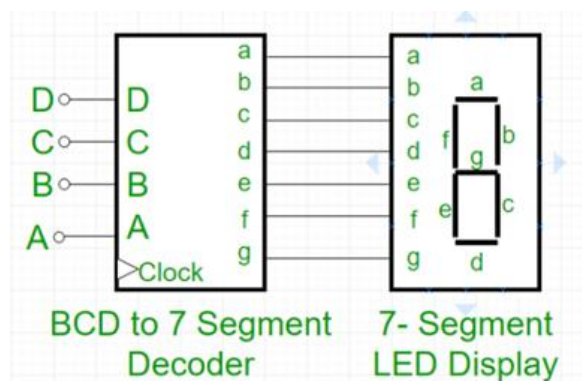 D
D
C
C
B
B
A
A
Clock
a
b
c
d
e
f
g
a
b
c
d
e
f
g
a
f
b
g
e
c
d
BCD to 7 Segment
Decoder
7- Segment
LED Display